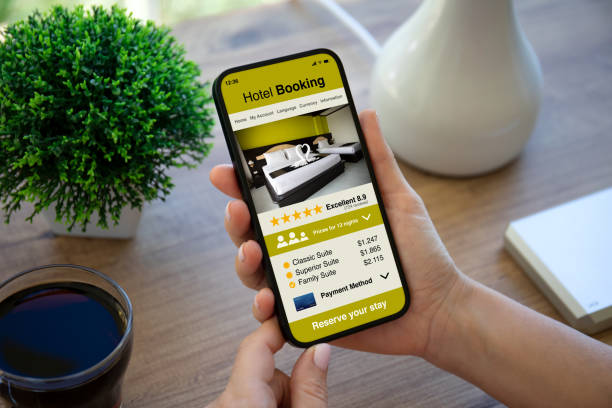 12:36
Hotel Booking
Home My Account Language Currency Information
Excellent 8.9
Prices for 12 nights
Classic Suite $1.247
Superior Suite $1.665
Family Suite $2.115
Payment Method
Reserve your stay